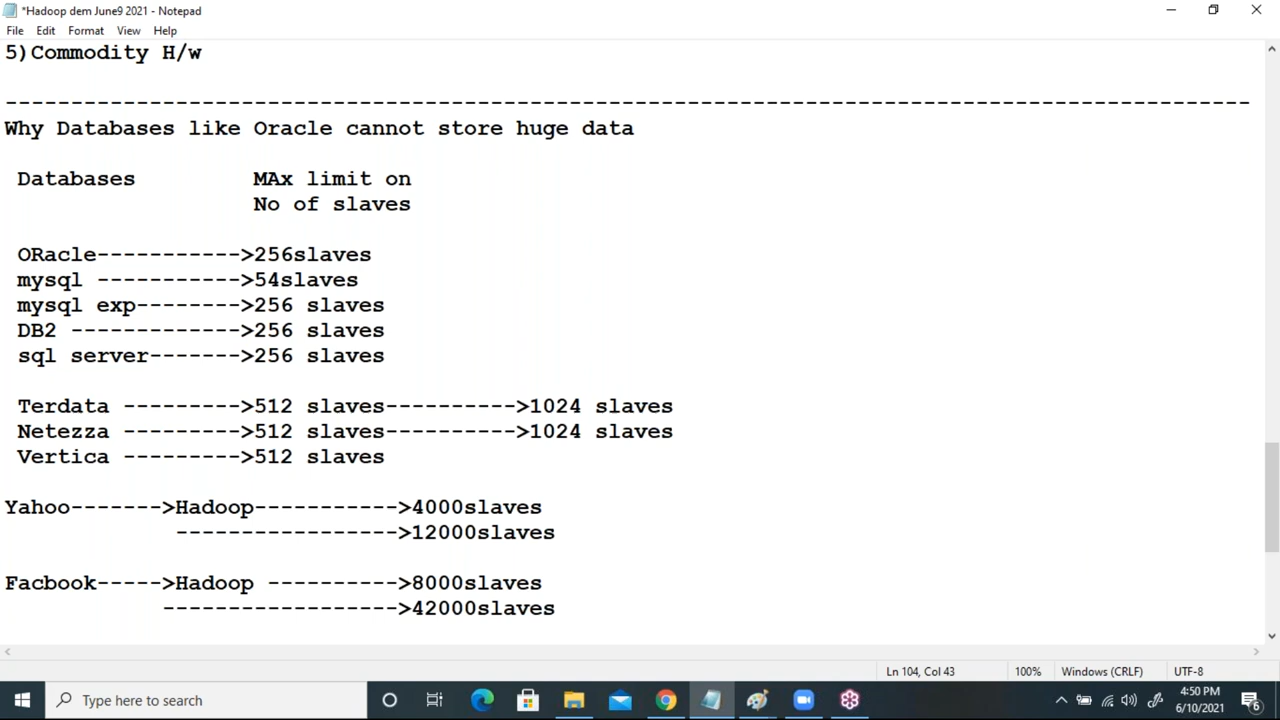 *Hadoop dem June9 2021 - Notepad
File Edit Format View Help
5)Commodity H/w
-----------------------------------------------------------------------------------------------
Why Databases like Oracle cannot store huge data
Databases MAx limit on
No of slaves
ORacle----------->256slaves
mysql ----------->54slaves
mysql exp-------->256 slaves
DB2 ------------->256 slaves
sql server------->256 slaves
Terdata --------->512 slaves---------->1024 slaves
Netezza --------->512 slaves---------->1024 slaves
Vertica --------->512 slaves
Yahoo------->Hadoop----------->4000slaves
----------------->12000slaves
Facbook----->Hadoop ---------->8000slaves
------------------>42000slaves
Ln 104, Col 43 100% Windows (CRLF) UTF-8
Type here to search
4:50 PM
6/10/2021
6